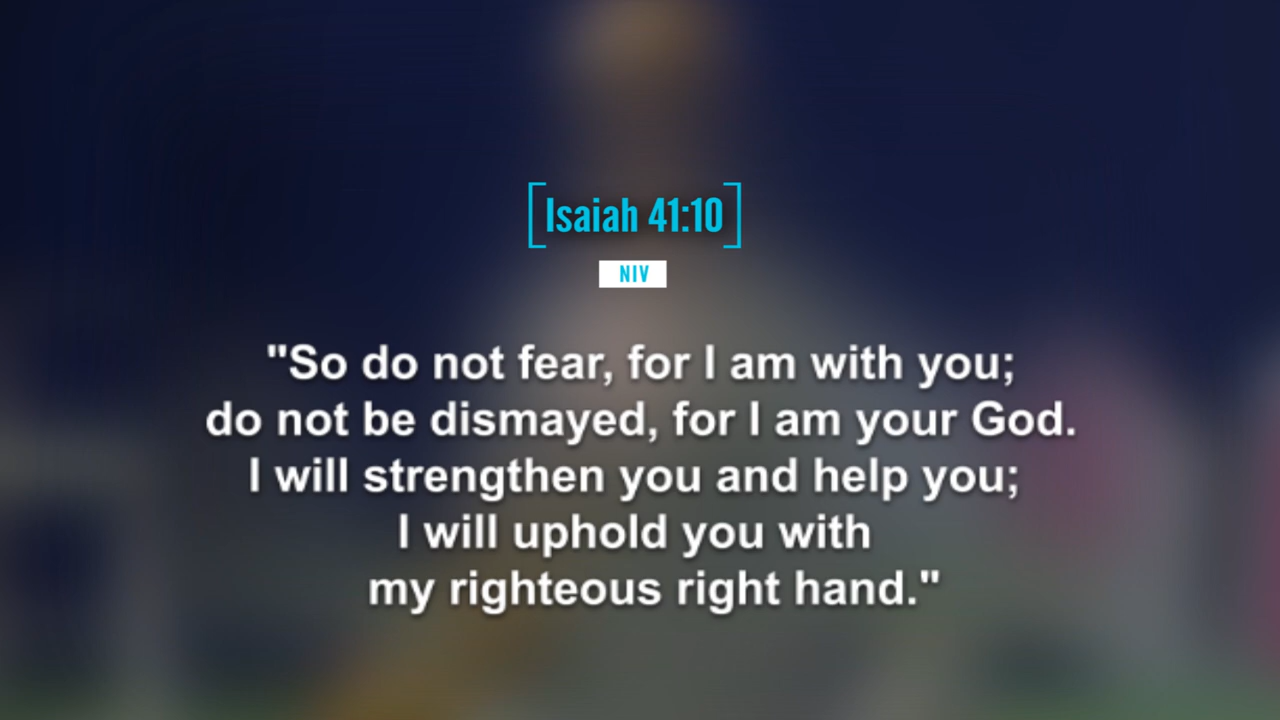 [Isaiah 41:10]
NIV
"So do not fear, for I am with you;
do not be dismayed, for I am your God.
I will strengthen you and help you;
I will uphold you with
my righteous right hand."